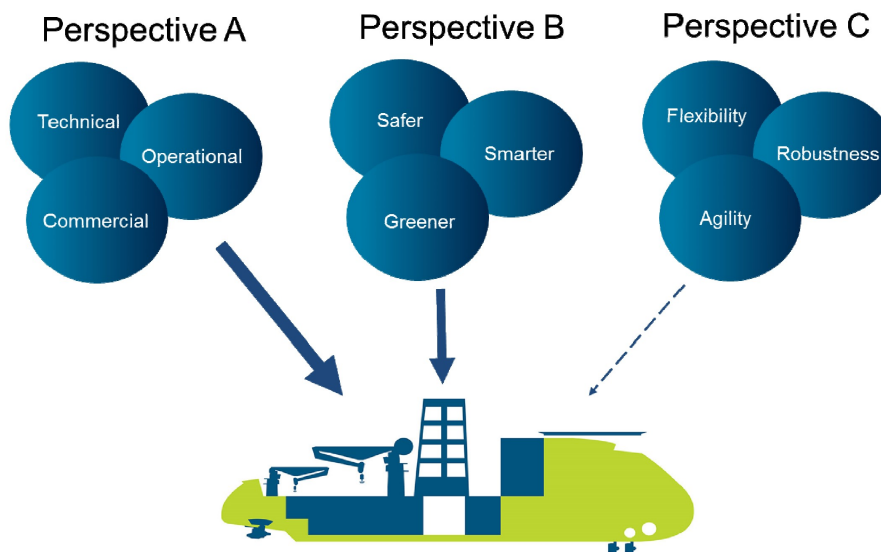 Perspective A
Perspective B
Perspective C
Technical
Operational
Commercial
Safer
Smarter
Greener
Flexibility
Robustness
Agility